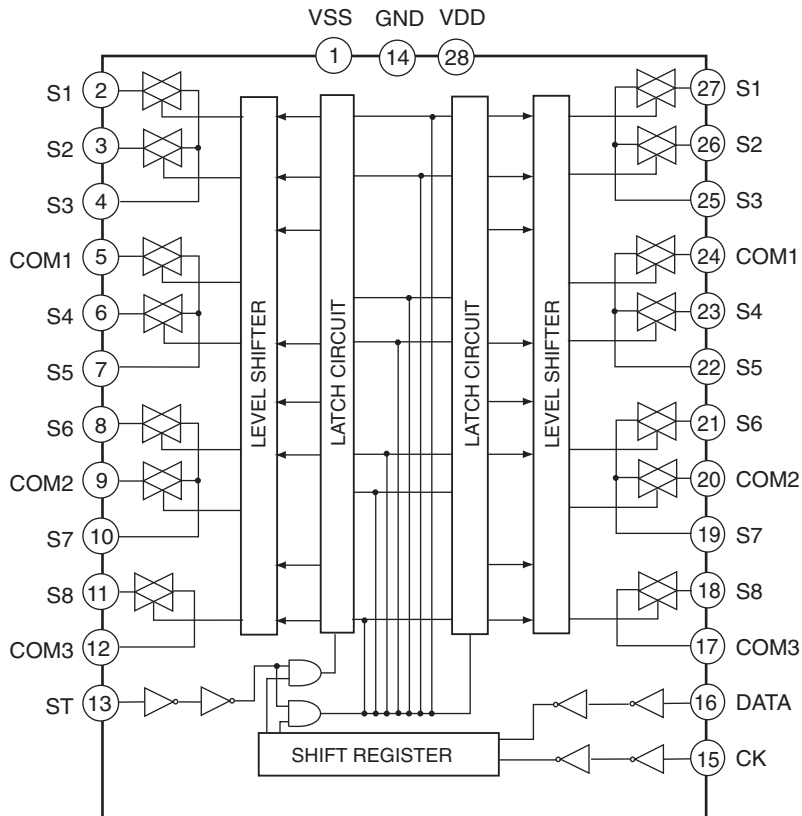 VSS GND VDD
1 14 28
S1 2 27 S1
S2 3 26 S2
S3 4 25 S3
COM1 5 24 COM1
S4 6 23 S4
S5 7 22 S5
LEVEL SHIFTER
LATCH CIRCUIT
LATCH CIRCUIT
LEVEL SHIFTER
S6 8 21 S6
COM2 9 20 COM2
S7 10 19 S7
S8 11 18 S8
COM3 12 17 COM3
ST 13 16 DATA
SHIFT REGISTER 15 CK